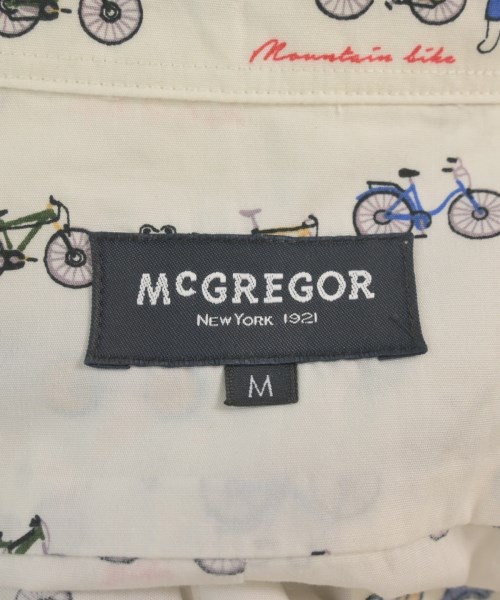 Mountain bike
McGREGOR
NEW YORK 1921
M